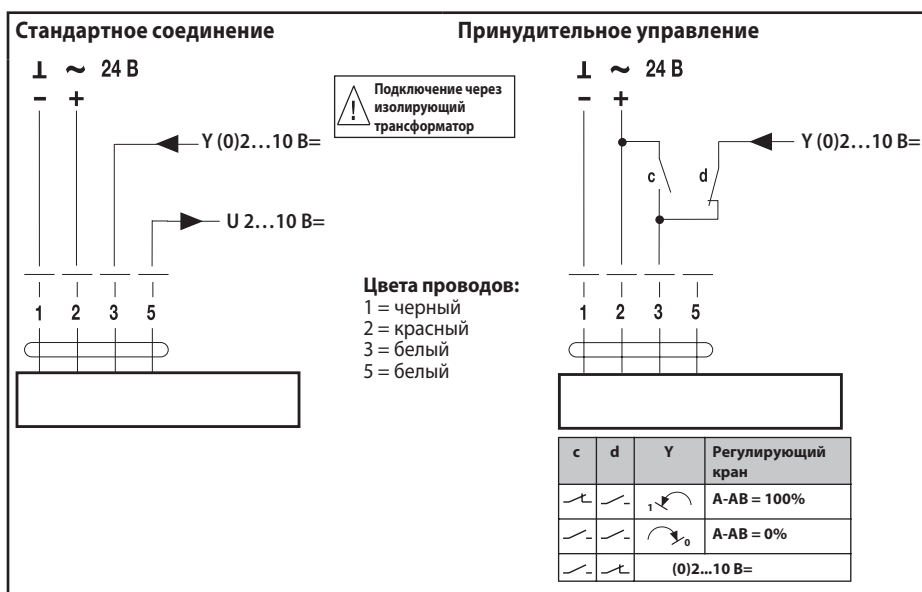 Стандартное соединение
⊥ ~ 24 В
− +
Y (0)2…10 В=
U 2…10 В=
1 2 3 5
Подключение через
изолирующий
трансформатор
!
Цвета проводов:
1 = черный
2 = красный
3 = белый
5 = белый
Принудительное управление
⊥ ~ 24 В
− +
Y (0)2…10 В=
c d
1 2 3 5
c d Y Регулирующий
кран
1 A-AB = 100%
0 A-AB = 0%
(0)2...10 В=